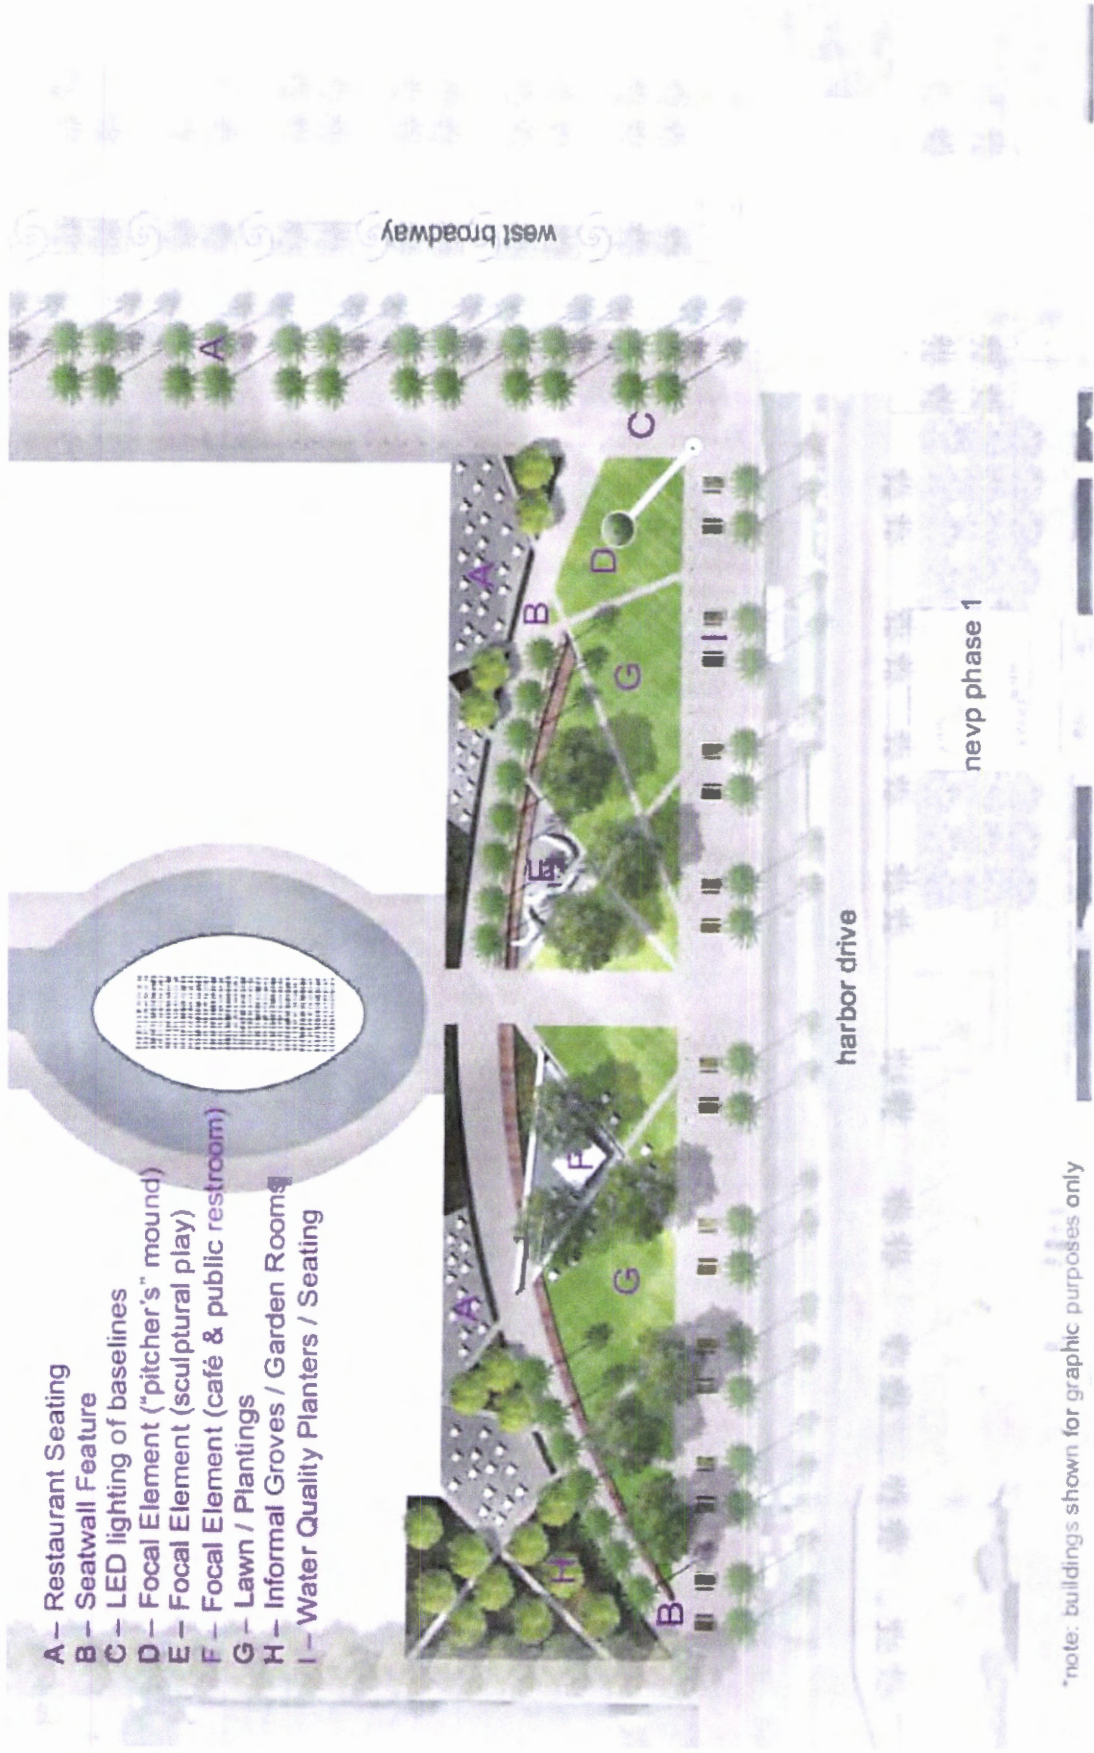 A – Restaurant Seating
B – Seatwall Feature
C – LED lighting of baselines
D – Focal Element ("pitcher's" mound)
E – Focal Element (sculptural play)
F – Focal Element (café & public restroom)
G – Lawn / Plantings
H – Informal Groves / Garden Rooms
I – Water Quality Planters / Seating
west broadway
A
C
A
B
D
G
I
E
F
A
G
H
B
harbor drive
nevp phase 1
*note: buildings shown for graphic purposes only